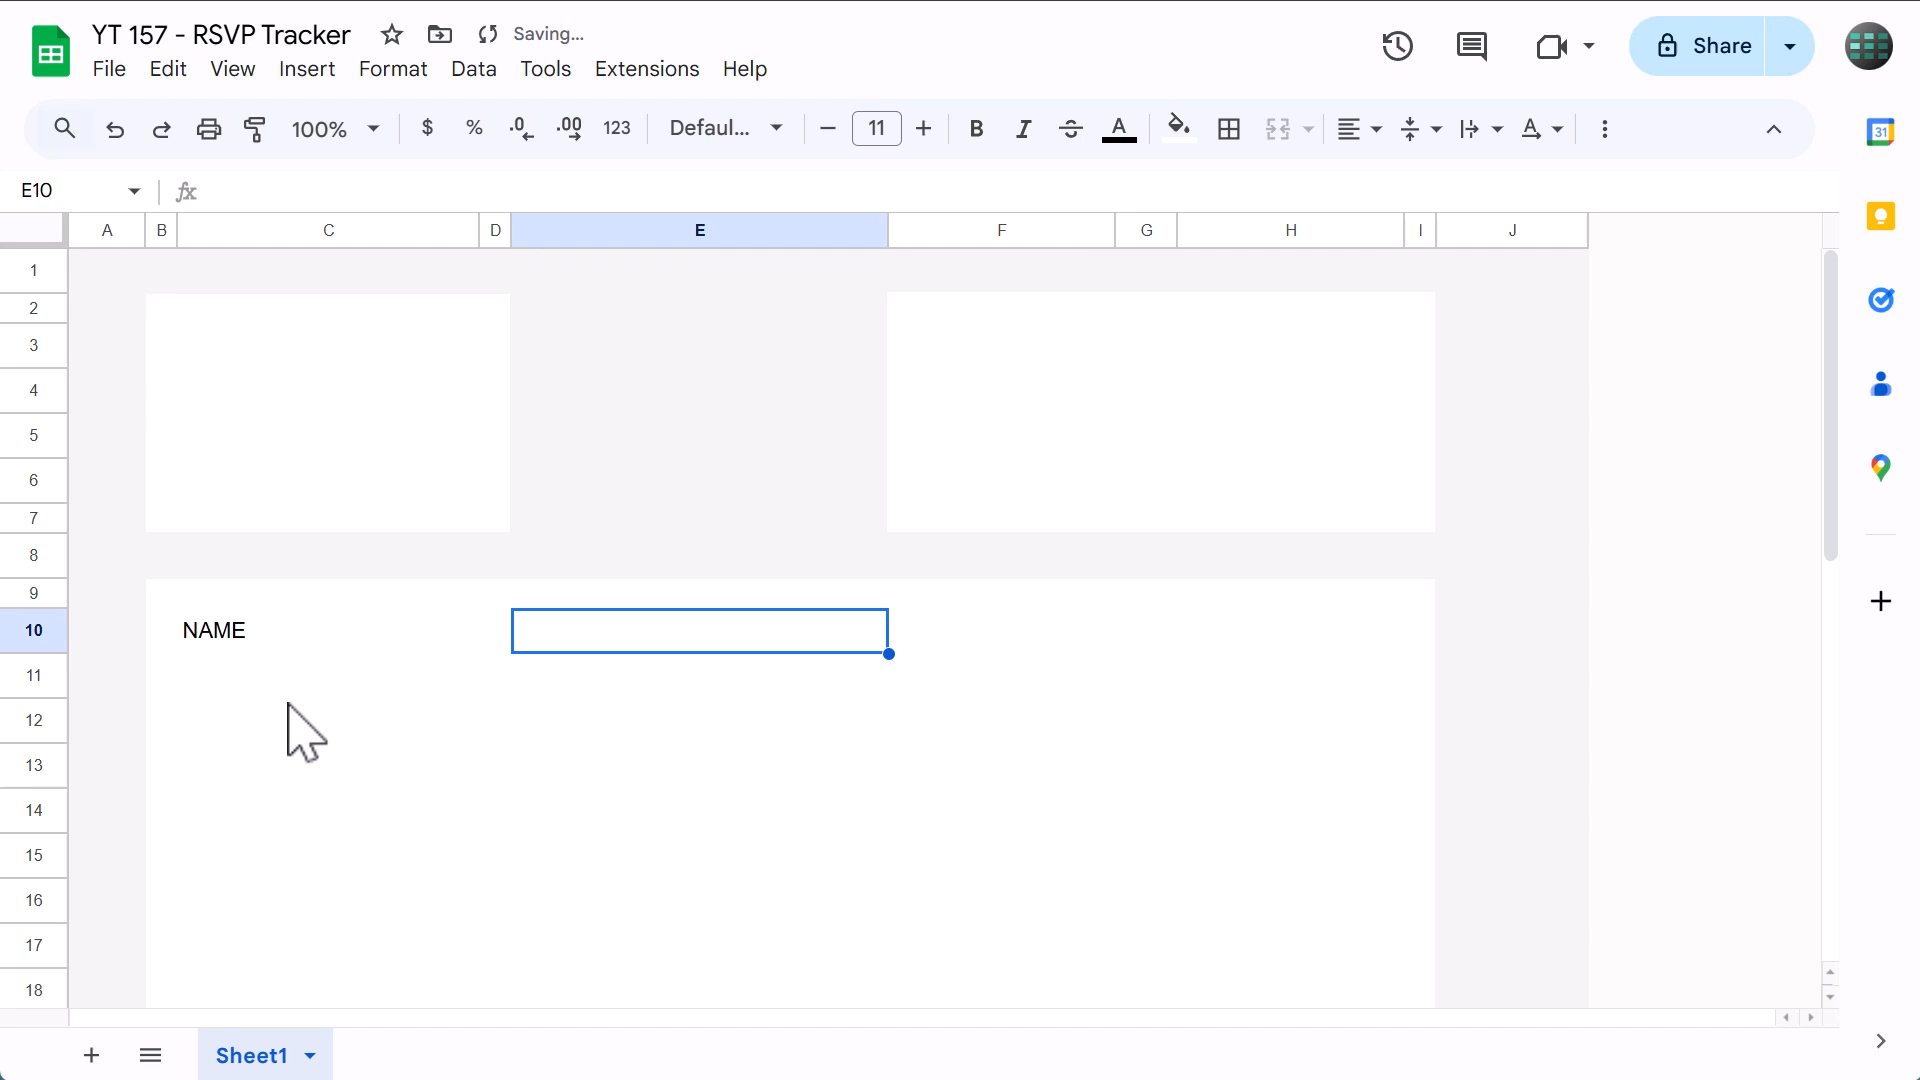 YT 157 - RSVP Tracker Saving...
File Edit View Insert Format Data Tools Extensions Help
Share
100% $ % .0 .00 123 Defaul... 11 B I S A A
31
E10 fx
A B C D E F G H I J
1
2
3
4
5
6
7
8
9
10 NAME
11
12
13
14
15
16
17
18
Sheet1